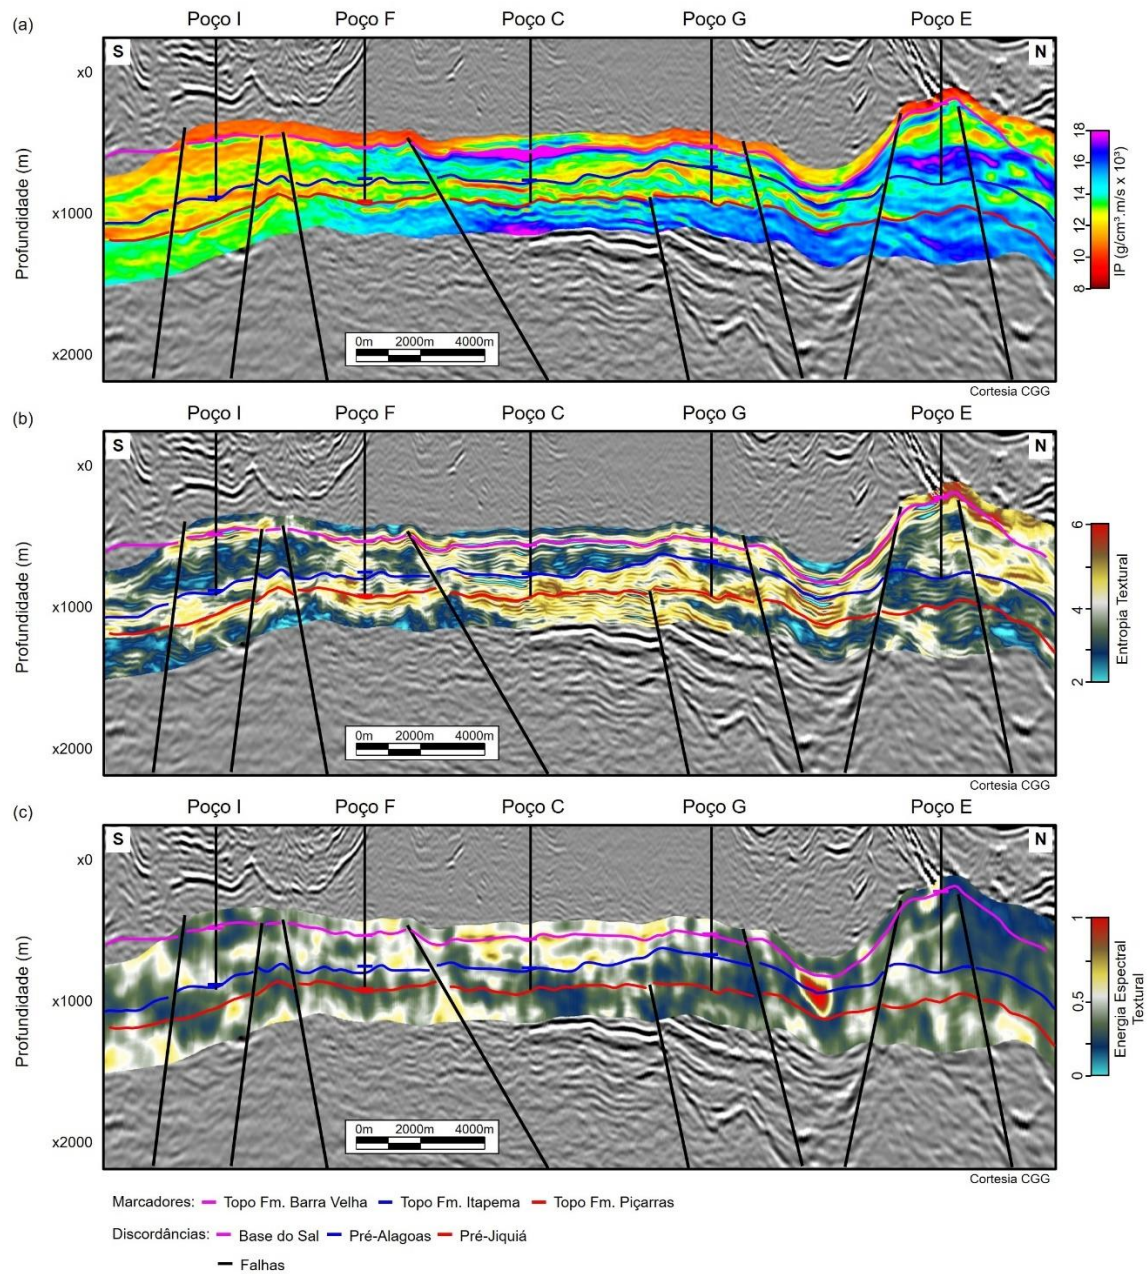 (a)
Poço I Poço F Poço C Poço G Poço E
S N
x0
x1000
x2000
Profundidade (m)
0m 2000m 4000m
8 10 12 14 16 18
IP (g/cm³.m/s x 10³)
Cortesia CGG
(b)
Poço I Poço F Poço C Poço G Poço E
S N
x0
x1000
x2000
Profundidade (m)
0m 2000m 4000m
2 4 6
Entropia Textural
Cortesia CGG
(c)
Poço I Poço F Poço C Poço G Poço E
S N
x0
x1000
x2000
Profundidade (m)
0m 2000m 4000m
0 0.5 1
Energia Espectral
Textural
Cortesia CGG
Marcadores: Topo Fm. Barra Velha Topo Fm. Itapema Topo Fm. Piçarras
Discordâncias: Base do Sal Pré-Alagoas Pré-Jiquiá
Falhas